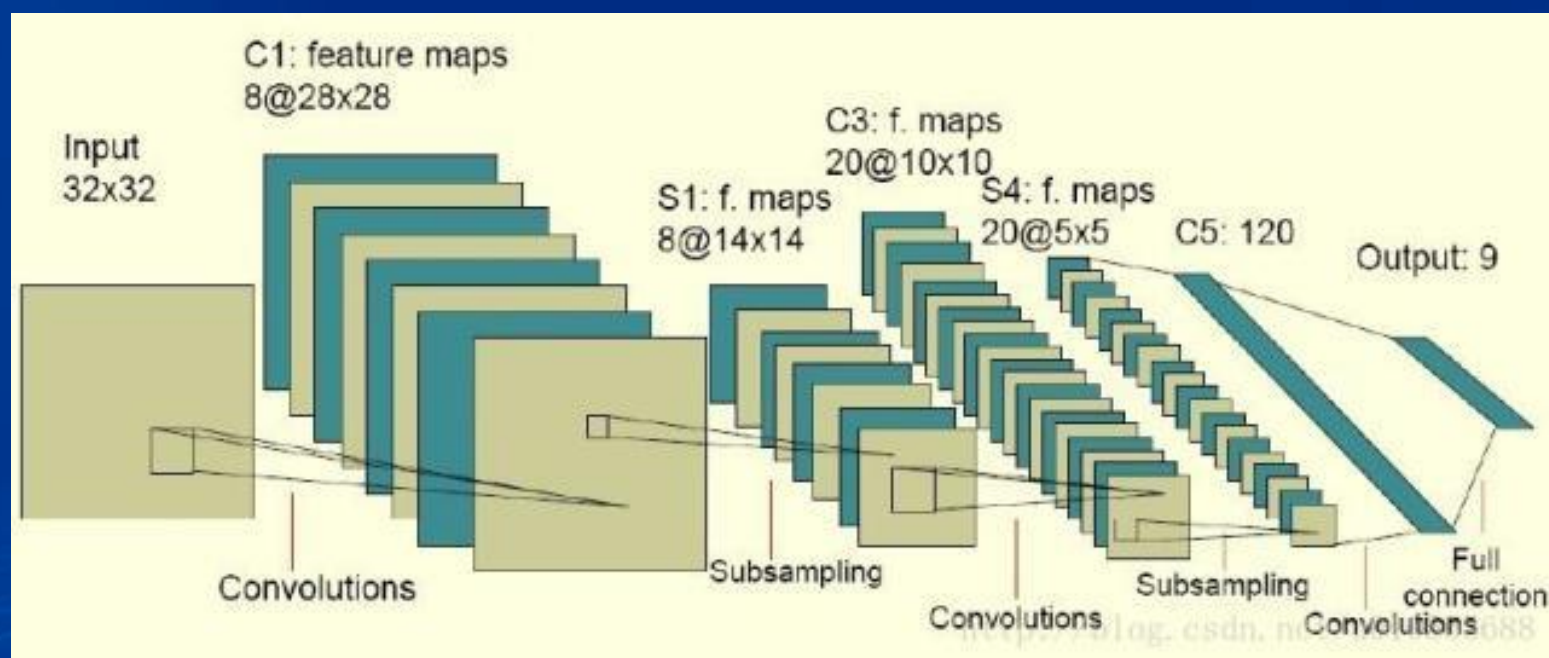 C1: feature maps
8@28x28
Input
32x32
C3: f. maps
20@10x10
S1: f. maps
8@14x14
S4: f. maps
20@5x5
C5: 120
Output: 9
Convolutions
Subsampling
Convolutions
Subsampling
Convolutions
Full
connection